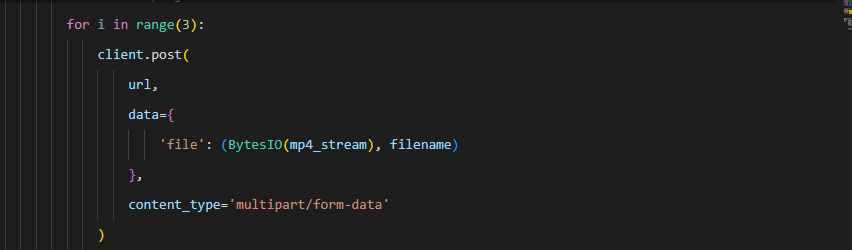 for i in range(3):
client.post(
url,
data={
'file': (BytesIO(mp4_stream), filename)
},
content_type='multipart/form-data'
)